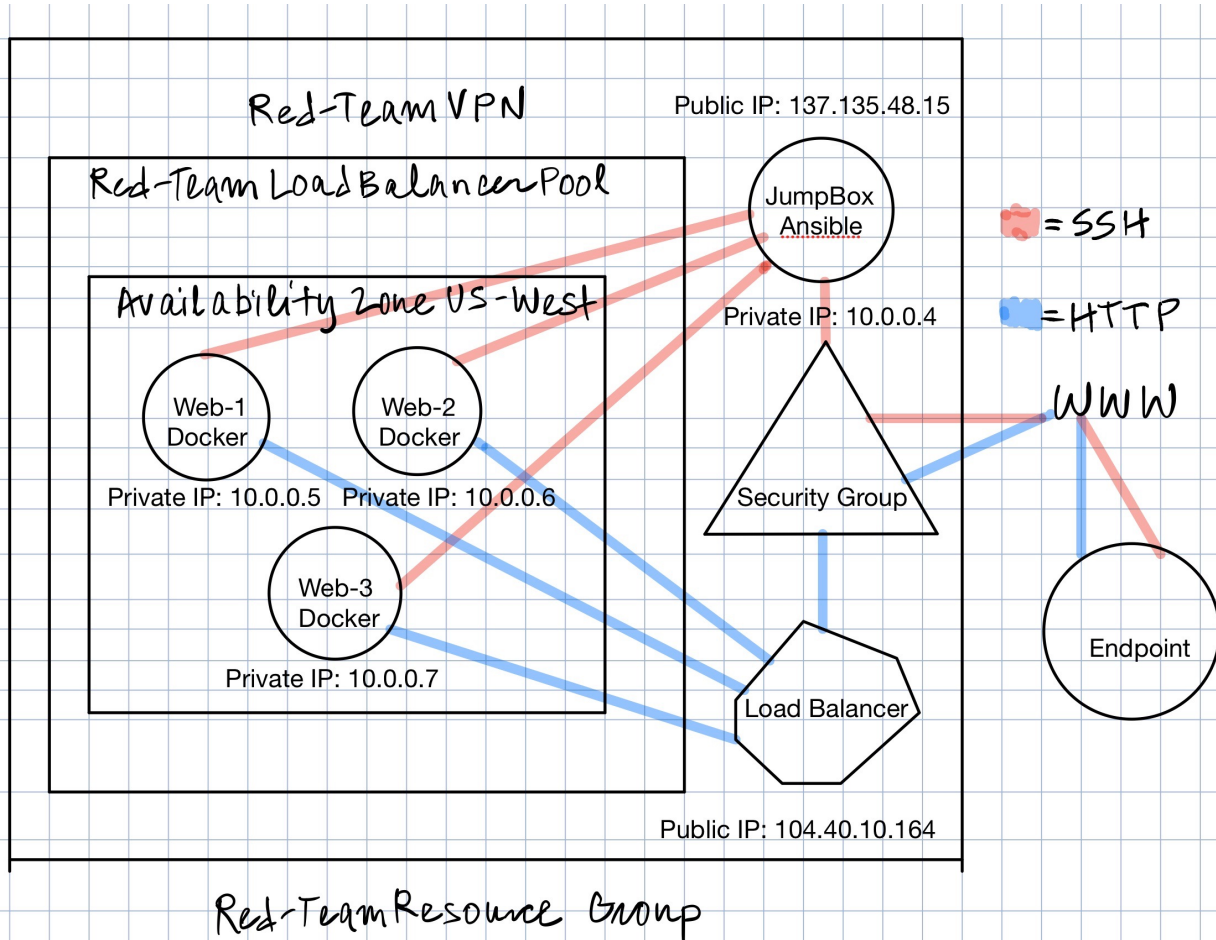 Red-Team VPN
Public IP: 137.135.48.15
Red-Team Load Balancer Pool
JumpBox
Ansible
= SSH
Availability Zone US-West
Private IP: 10.0.0.4
= HTTP
WWW
Web-1
Docker
Web-2
Docker
Private IP: 10.0.0.5
Private IP: 10.0.0.6
Security Group
Web-3
Docker
Endpoint
Private IP: 10.0.0.7
Load Balancer
Public IP: 104.40.10.164
Red-Team Resource Group